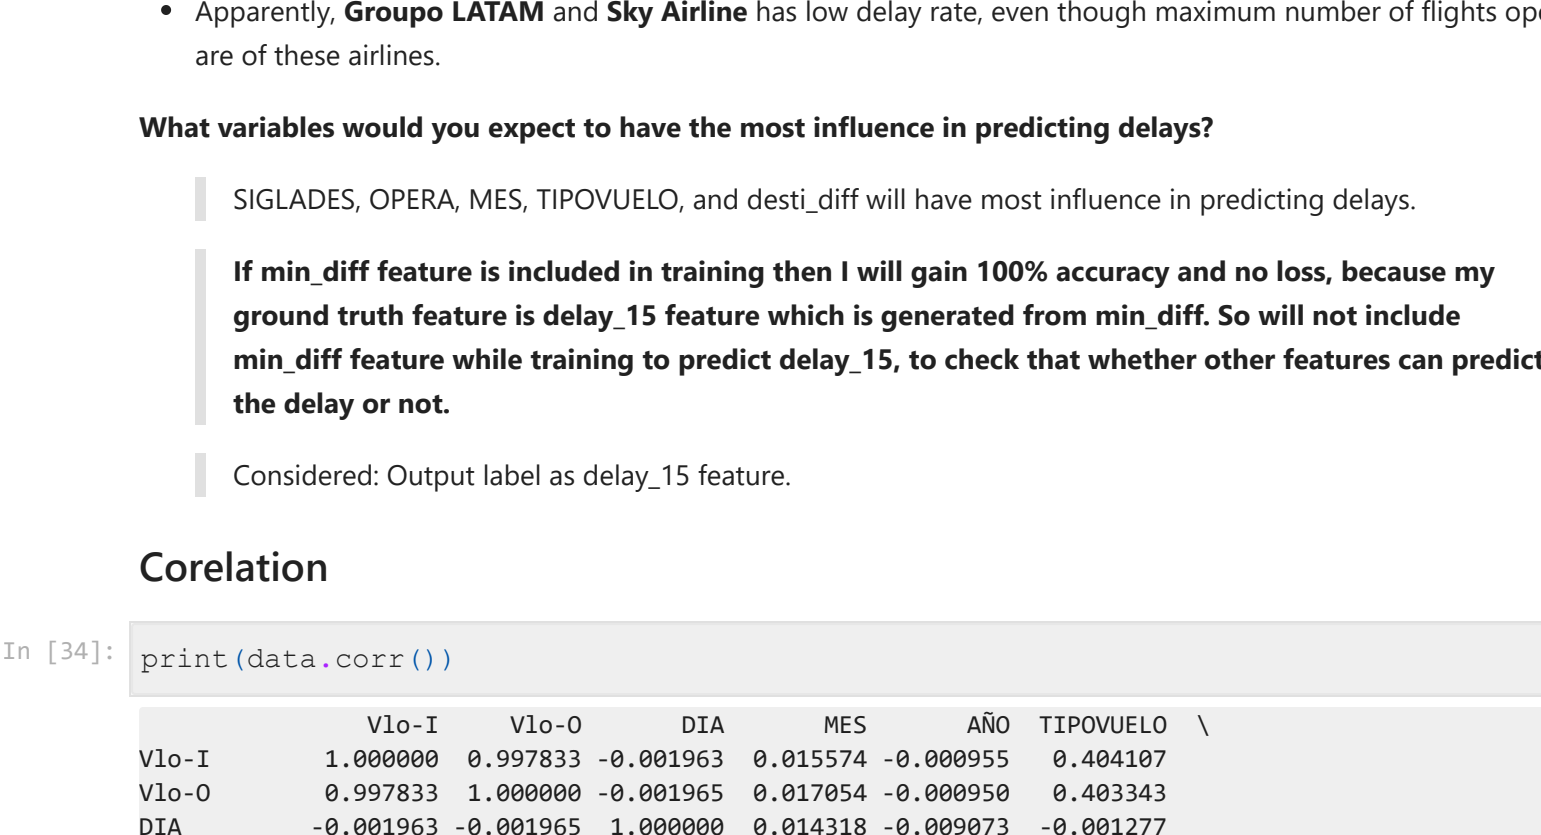 • Apparently, Groupo LATAM and Sky Airline has low delay rate, even though maximum number of flights
are of these airlines.
What variables would you expect to have the most influence in predicting delays?
SIGLADES, OPERA, MES, TIPOVUELO, and desti_diff will have most influence in predicting delays.
If min_diff feature is included in training then I will gain 100% accuracy and no loss, because my
ground truth feature is delay_15 feature which is generated from min_diff. So will not include
min_diff feature while training to predict delay_15, to check that whether other features can predict
the delay or not.
Considered: Output label as delay_15 feature.
Corelation
In [34]: print(data.corr())
Vlo-I Vlo-O DIA MES AÑO TIPOVUELO \
Vlo-I 1.000000 0.997833 -0.001963 0.015574 -0.000955 0.404107
Vlo-O 0.997833 1.000000 -0.001965 0.017054 -0.000950 0.403343
DIA -0.001963 -0.001965 1.000000 0.014318 -0.009073 -0.001277